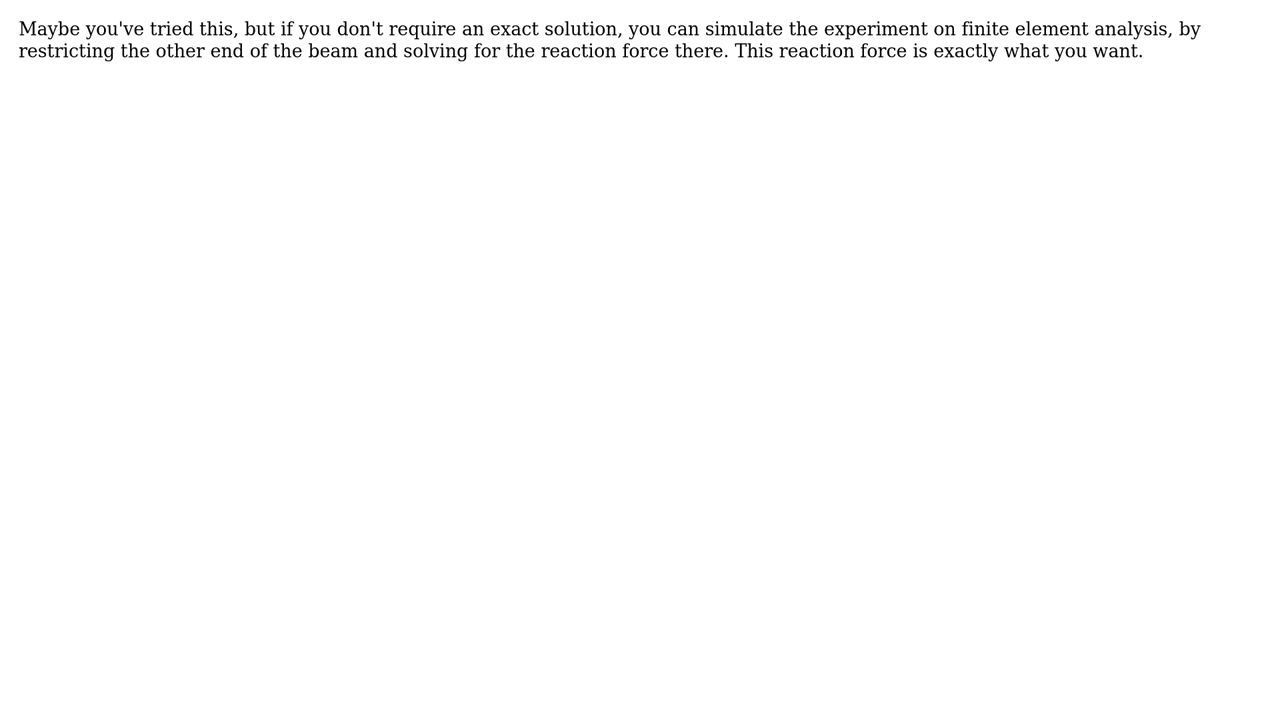 Maybe you've tried this, but if you don't require an exact solution, you can simulate the experiment on finite element analysis, by
restricting the other end of the beam and solving for the reaction force there. This reaction force is exactly what you want.